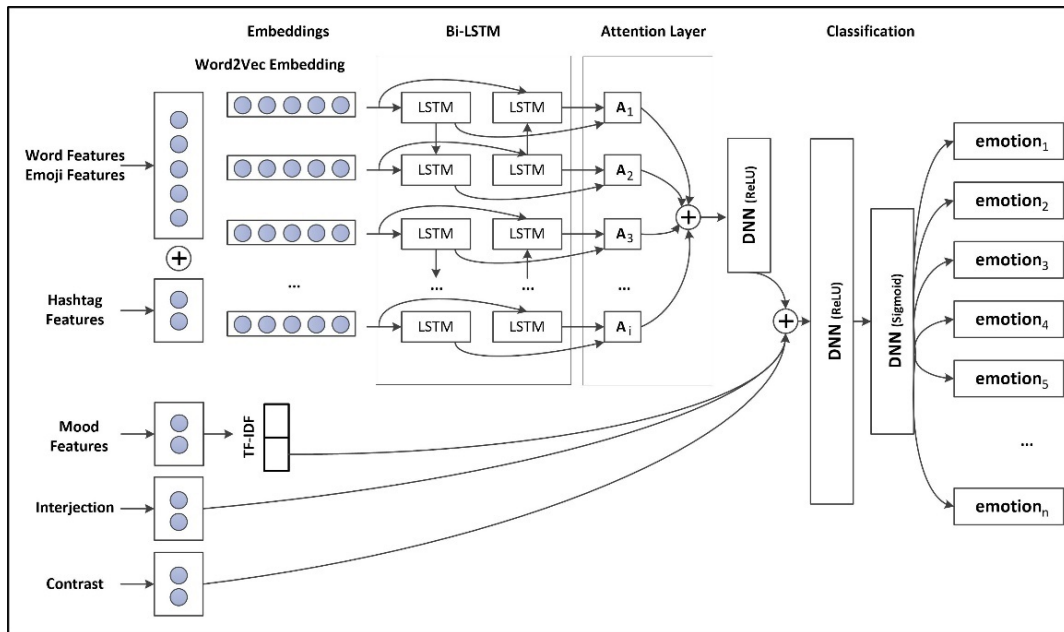 Embeddings Bi-LSTM Attention Layer Classification
Word2Vec Embedding
Word Features
Emoji Features
+
Hashtag
Features
...
LSTM LSTM
LSTM LSTM
LSTM LSTM
... ...
LSTM LSTM
A1
A2
A3
...
Ai
+
DNN (ReLU)
Mood
Features
TF-IDF
Interjection
Contrast
+
DNN (ReLU)
DNN (Sigmoid)
emotion1
emotion2
emotion3
emotion4
emotion5
...
emotionn